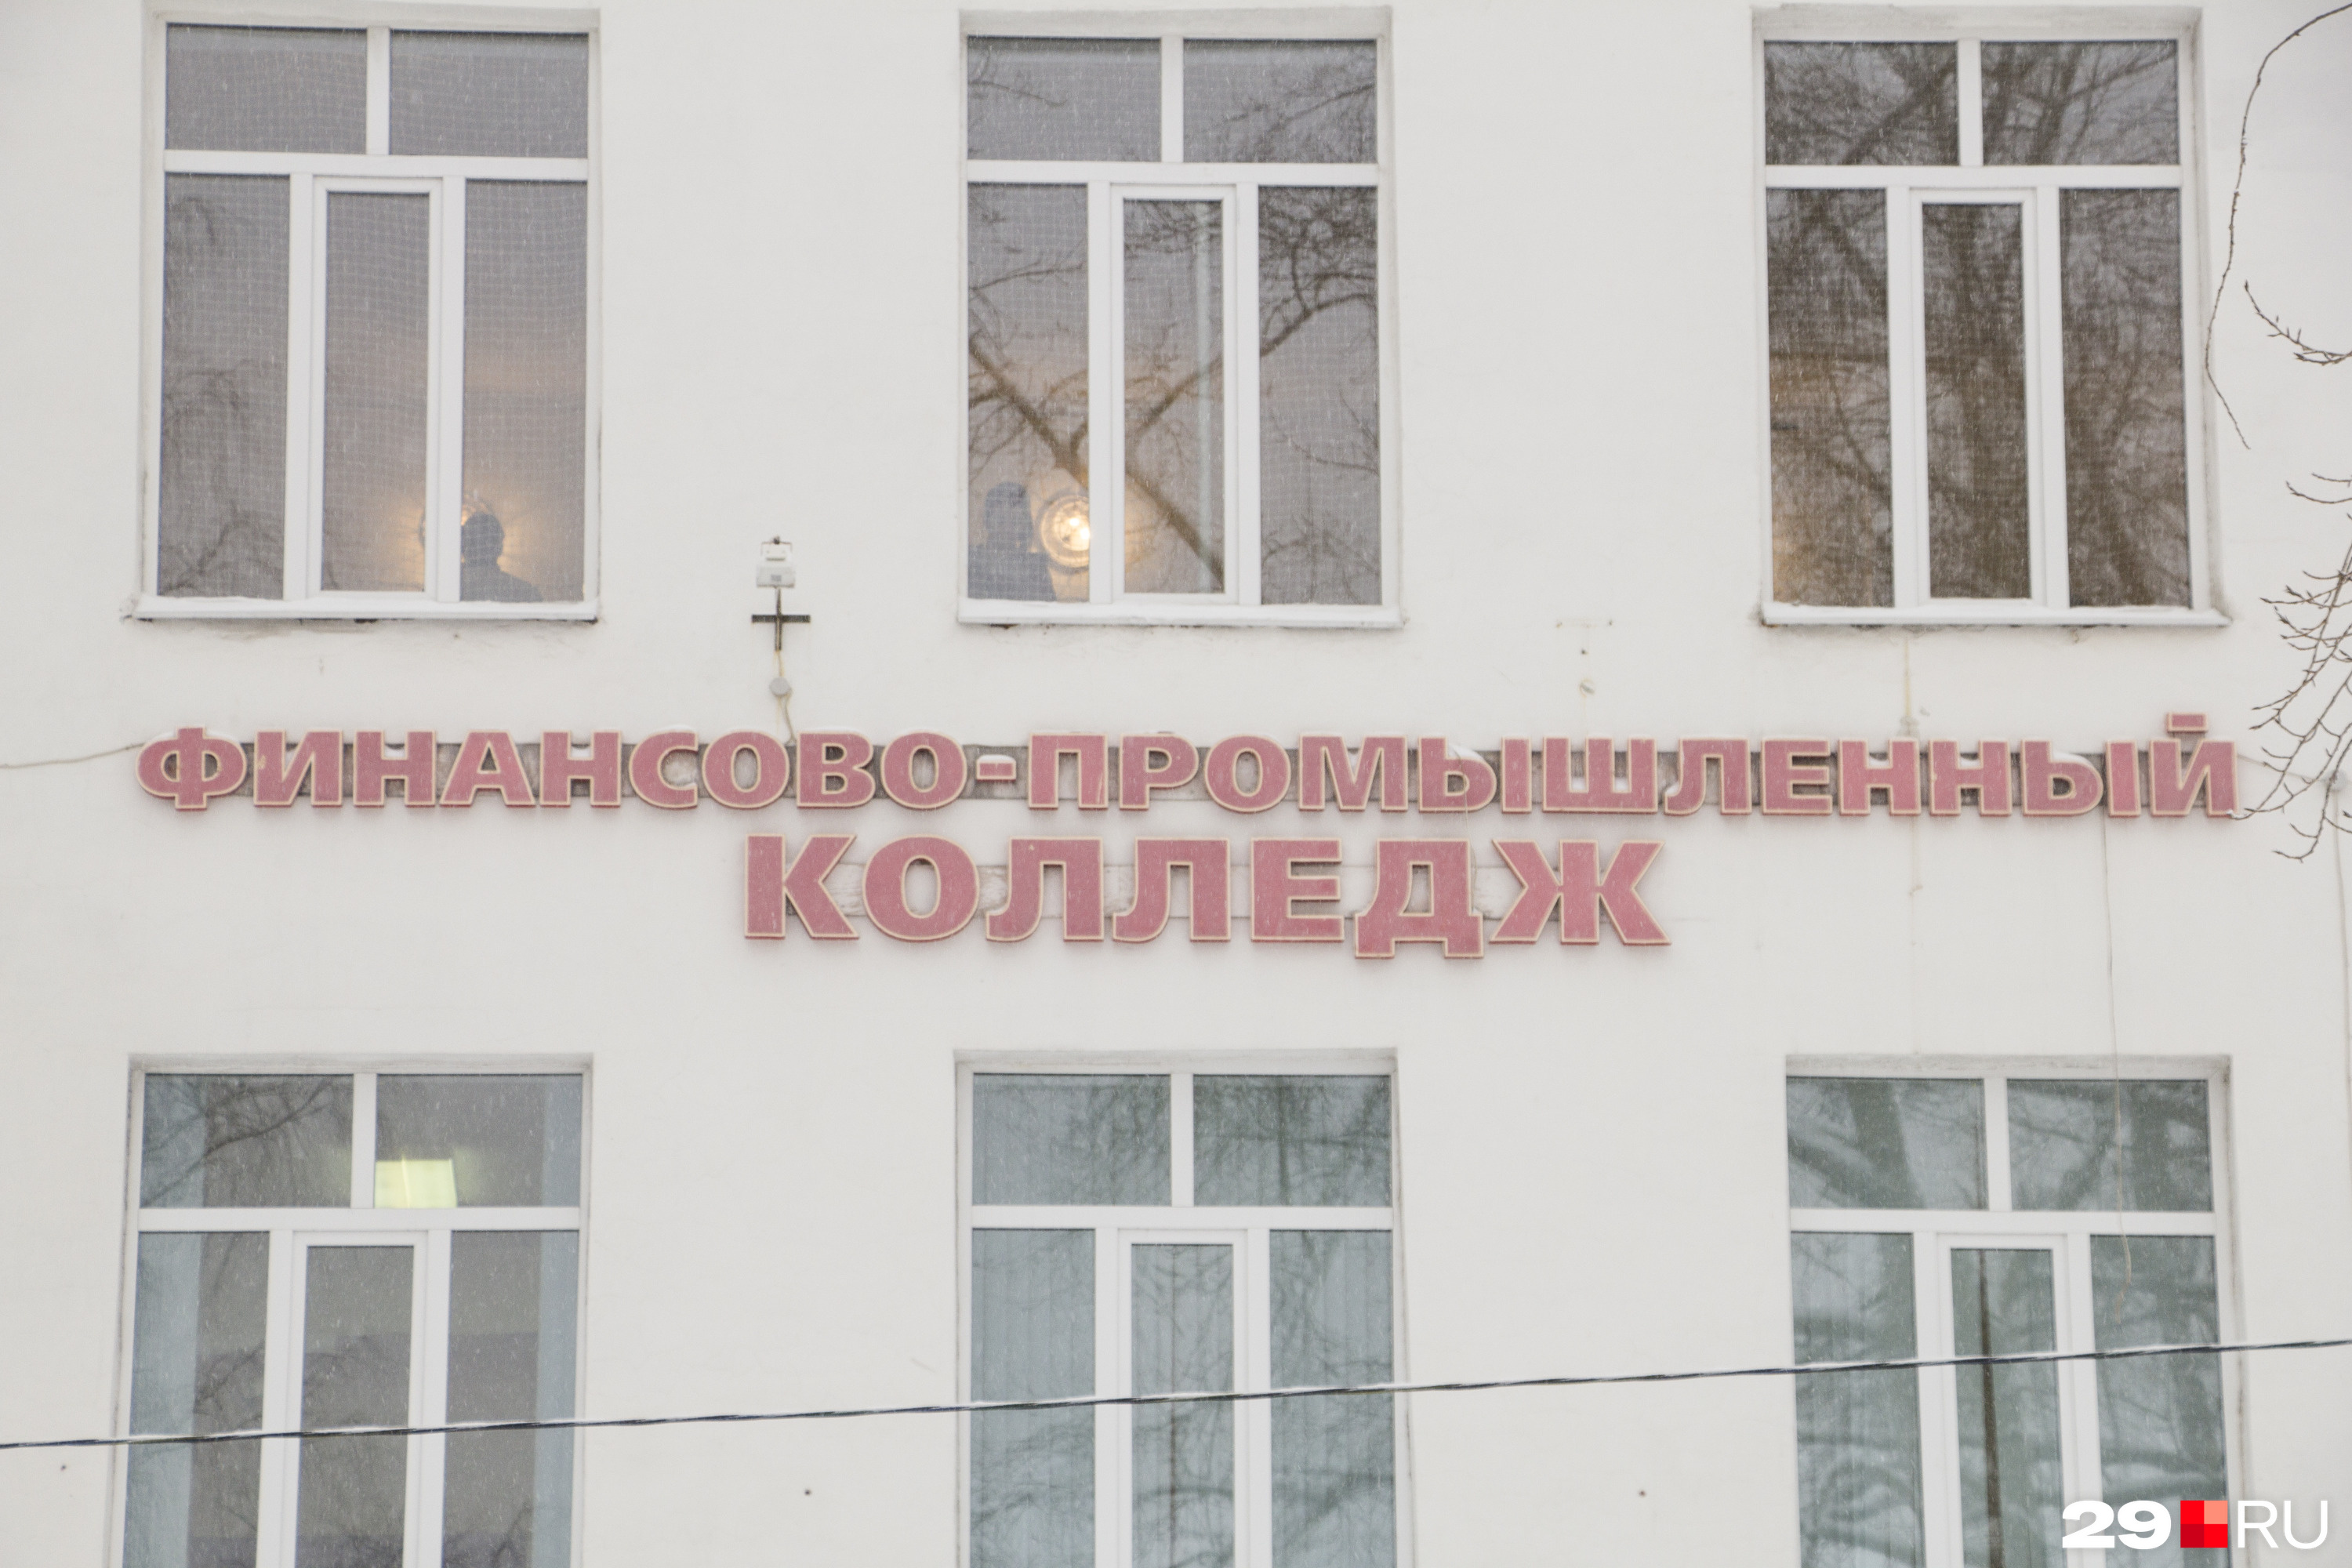 ФИНАНСОВО-ПРОМЫШЛЕННЫЙ
КОЛЛЕДЖ
29RU